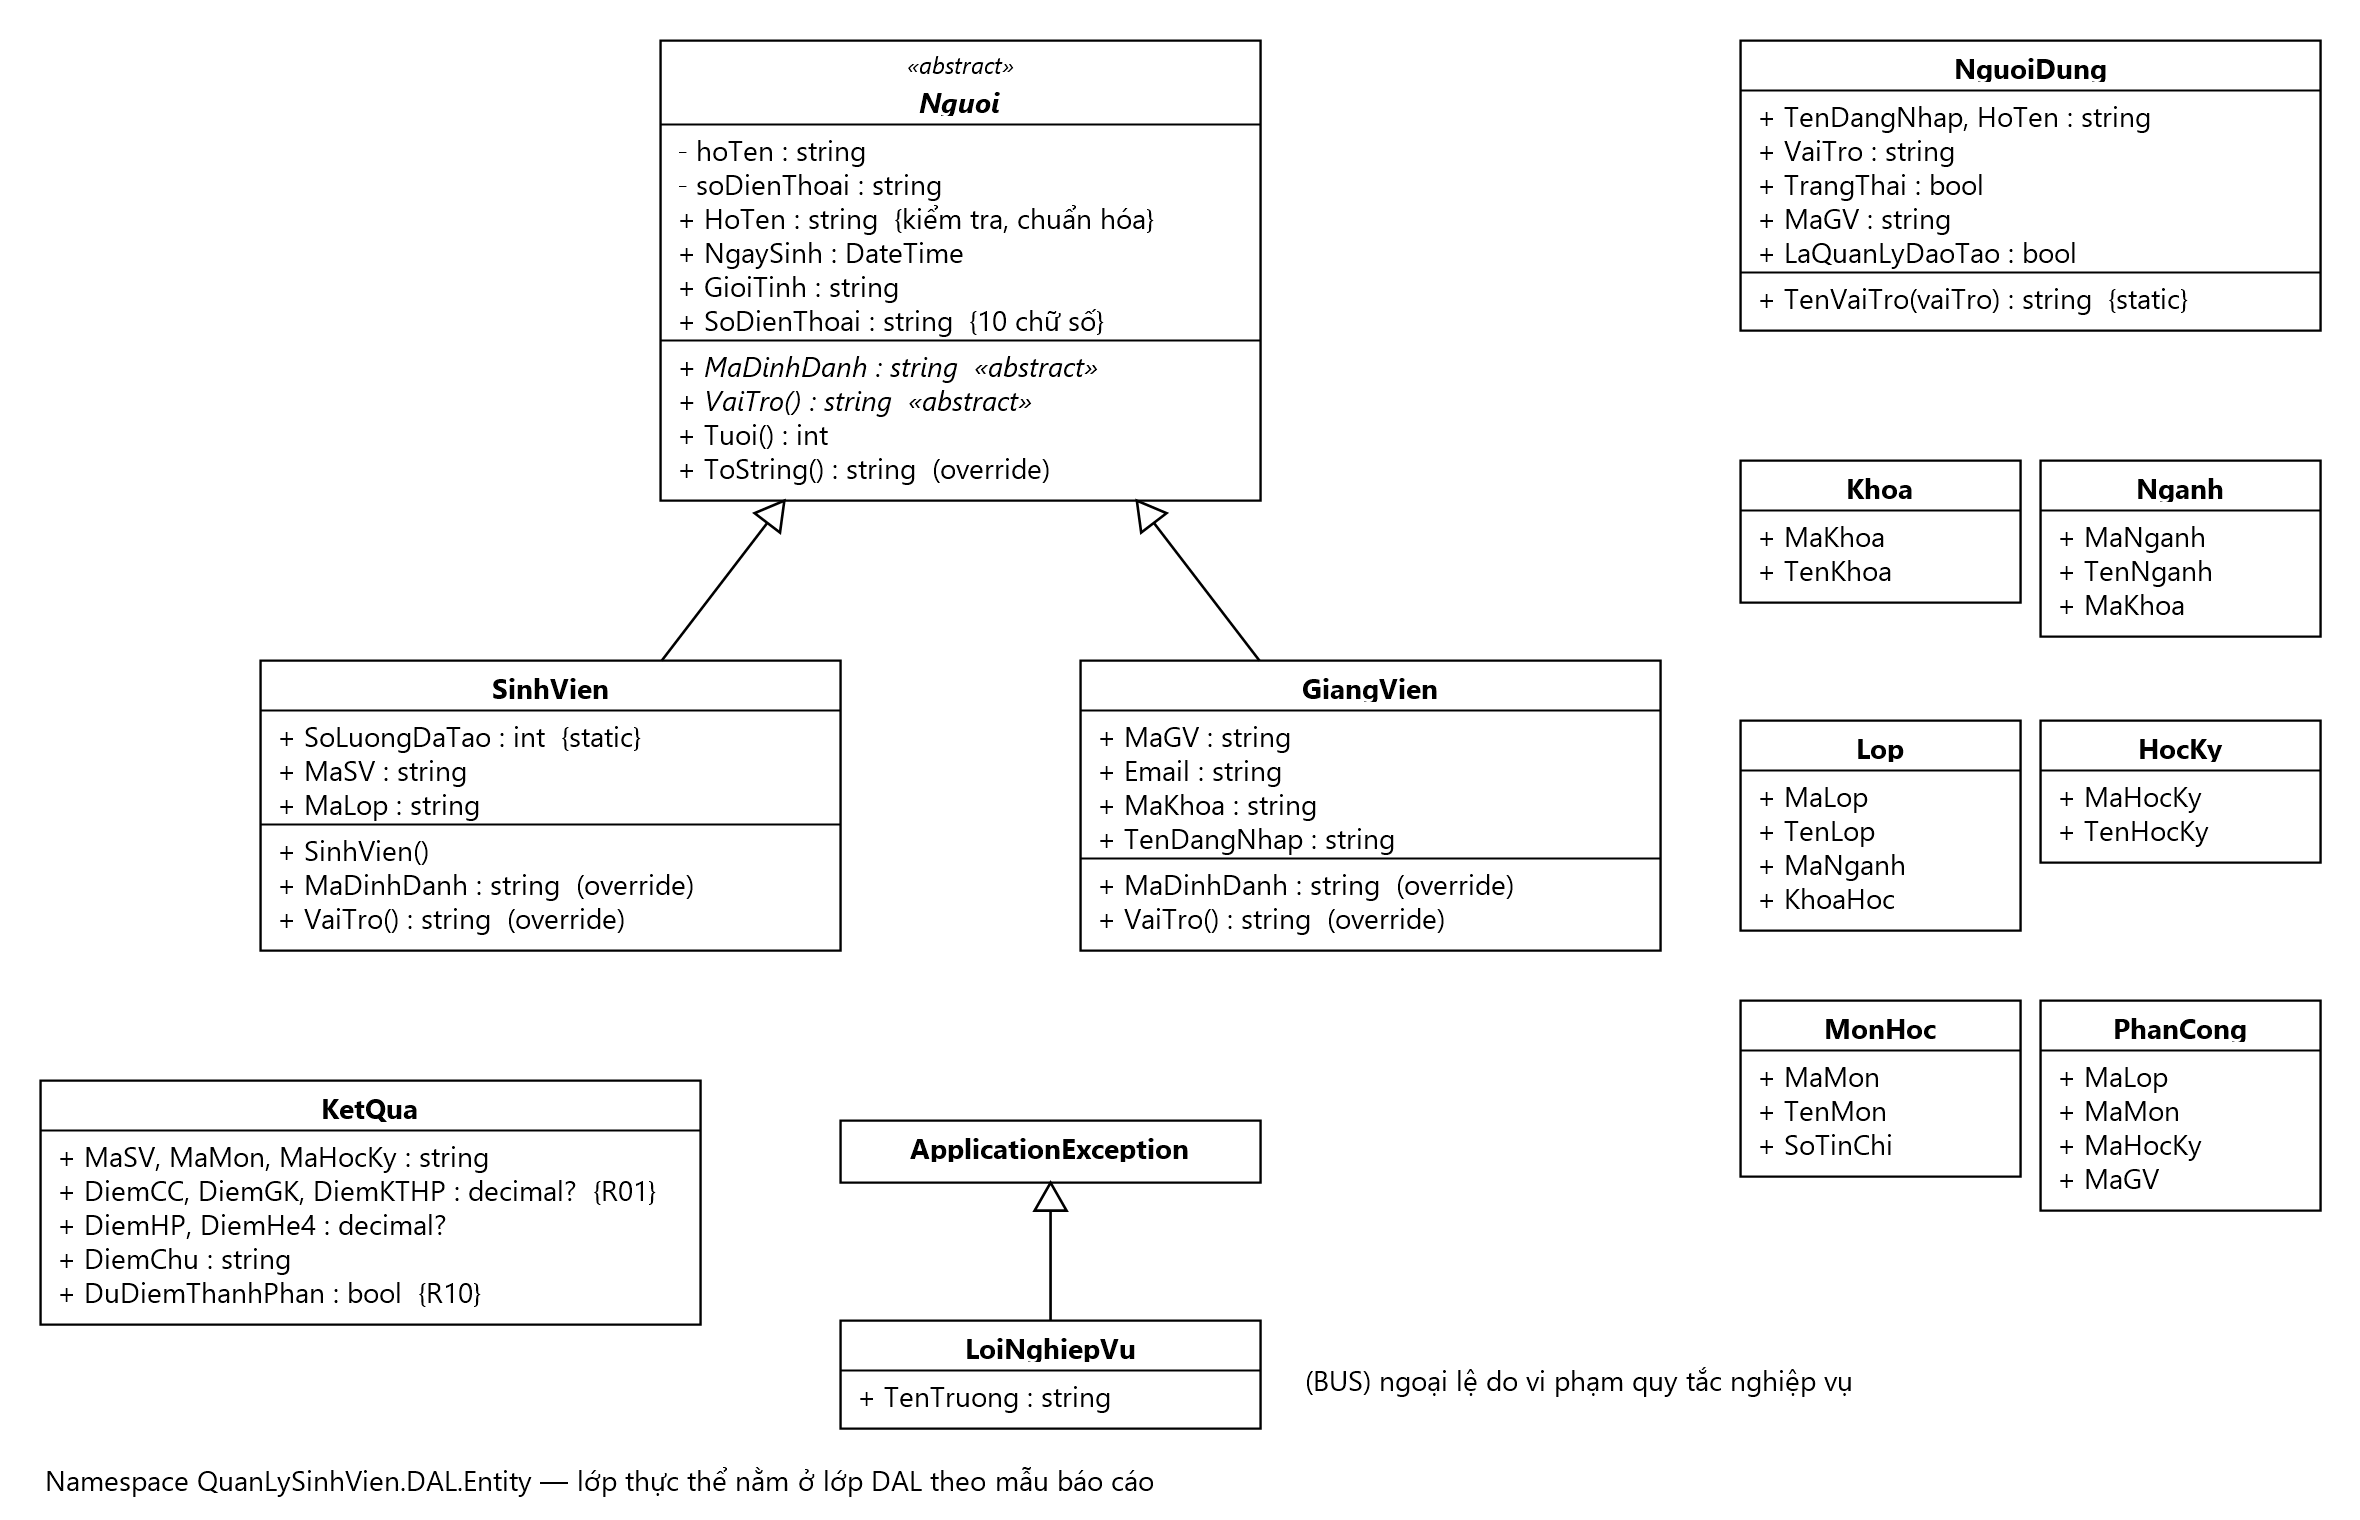 «abstract»
Nguoi
- hoTen : string
- soDienThoai : string
+ HoTen : string {kiểm tra, chuẩn hóa}
+ NgaySinh : DateTime
+ GioiTinh : string
+ SoDienThoai : string {10 chữ số}
+ MaDinhDanh : string «abstract»
+ VaiTro() : string «abstract»
+ Tuoi() : int
+ ToString() : string (override)
NguoiDung
+ TenDangNhap, HoTen : string
+ VaiTro : string
+ TrangThai : bool
+ MaGV : string
+ LaQuanLyDaoTao : bool
+ TenVaiTro(vaiTro) : string {static}
Khoa
+ MaKhoa
+ TenKhoa
Nganh
+ MaNganh
+ TenNganh
+ MaKhoa
SinhVien
+ SoLuongDaTao : int {static}
+ MaSV : string
+ MaLop : string
+ SinhVien()
+ MaDinhDanh : string (override)
+ VaiTro() : string (override)
GiangVien
+ MaGV : string
+ Email : string
+ MaKhoa : string
+ TenDangNhap : string
+ MaDinhDanh : string (override)
+ VaiTro() : string (override)
Lop
+ MaLop
+ TenLop
+ MaNganh
+ KhoaHoc
HocKy
+ MaHocKy
+ TenHocKy
MonHoc
+ MaMon
+ TenMon
+ SoTinChi
PhanCong
+ MaLop
+ MaMon
+ MaHocKy
+ MaGV
KetQua
+ MaSV, MaMon, MaHocKy : string
+ DiemCC, DiemGK, DiemKTHP : decimal? {R01}
+ DiemHP, DiemHe4 : decimal?
+ DiemChu : string
+ DuDiemThanhPhan : bool {R10}
ApplicationException
LoiNghiepVu
+ TenTruong : string
(BUS) ngoại lệ do vi phạm quy tắc nghiệp vụ
Namespace QuanLySinhVien.DAL.Entity — lớp thực thể nằm ở lớp DAL theo mẫu báo cáo